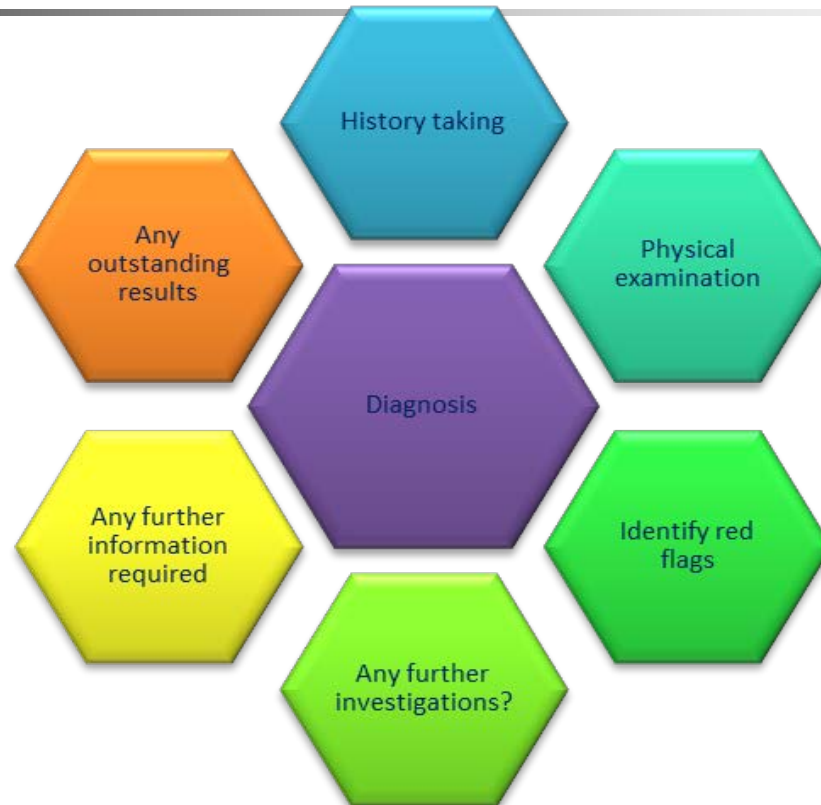 History taking
Physical
examination
Identify red
flags
Any further
investigations?
Any further
information
required
Any
outstanding
results
Diagnosis